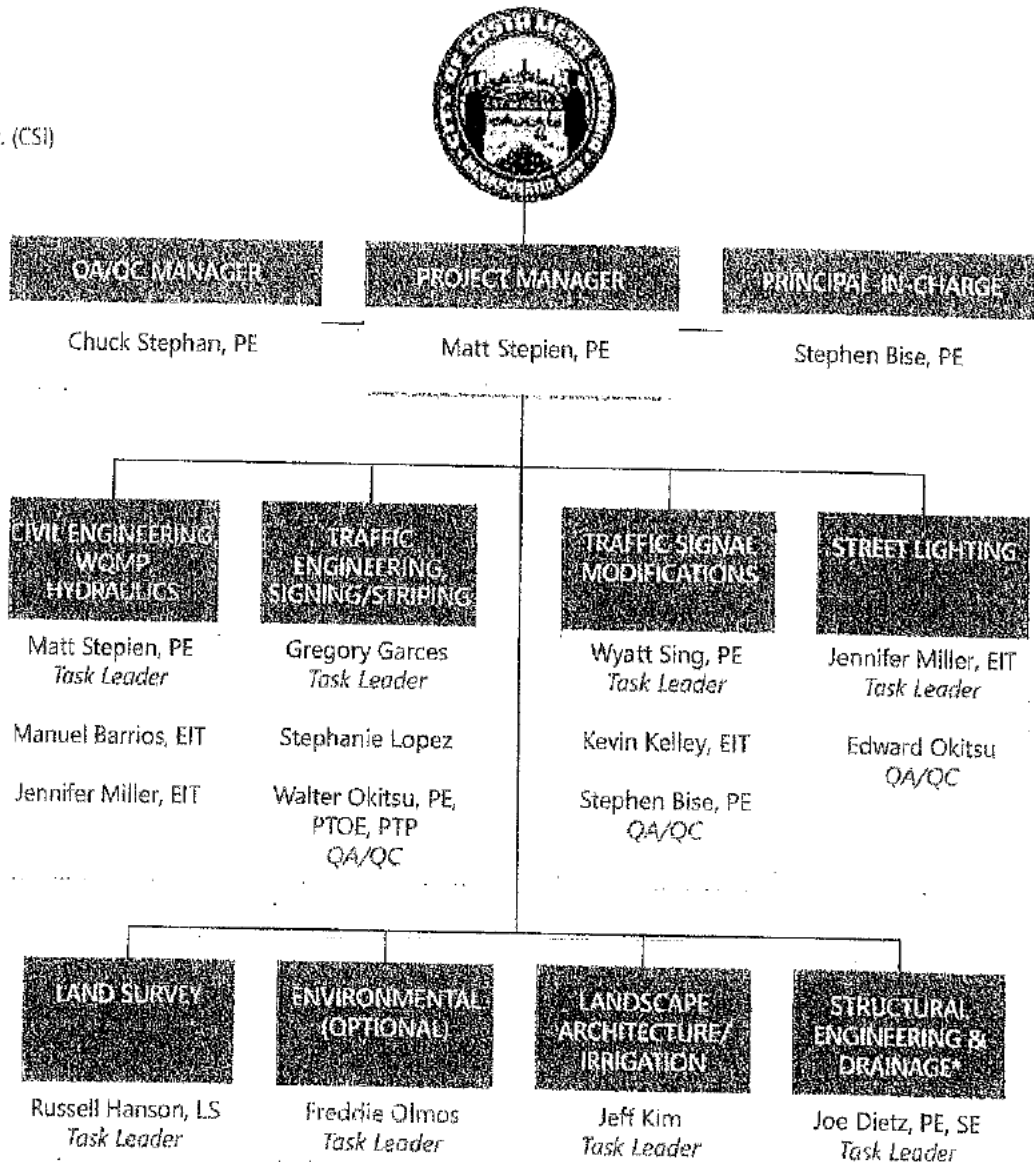 . (CSI)
CITY OF COSTA MESA
QA/QC MANAGER
PROJECT MANAGER
PRINCIPAL-IN-CHARGE
Chuck Stephan, PE
Matt Stepien, PE
Stephen Bise, PE
CIVIL ENGINEERING
WQMP
HYDRAULICS
Matt Stepien, PE
Task Leader
Manuel Barrios, EIT
Jennifer Miller, EIT
TRAFFIC
ENGINEERING,
SIGNING/STRIPING
Gregory Garces
Task Leader
Stephanie Lopez
Walter Okitsu, PE,
PTOE, PTP
QA/QC
TRAFFIC SIGNAL
MODIFICATIONS
Wyatt Sing, PE
Task Leader
Kevin Kelley, EIT
Stephen Bise, PE
QA/QC
STREET LIGHTING
Jennifer Miller, EIT
Task Leader
Edward Okitsu
QA/QC
LAND SURVEY
Russell Hanson, LS
Task Leader
ENVIRONMENTAL
(OPTIONAL)
Freddie Olmos
Task Leader
LANDSCAPE
ARCHITECTURE/
IRRIGATION
Jeff Kim
Task Leader
STRUCTURAL
ENGINEERING &
DRAINAGE*
Joe Dietz, PE, SE
Task Leader